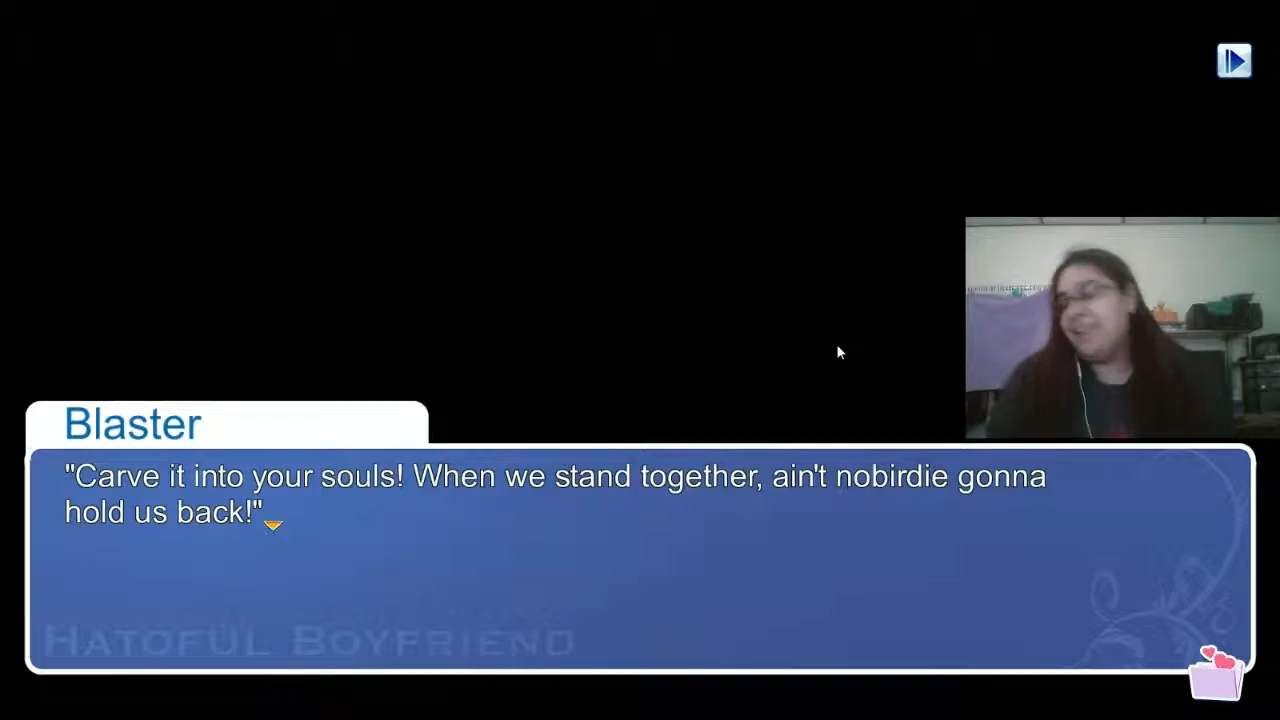 Blaster
"Carve it into your souls! When we stand together, ain't nobirdie gonna
hold us back!"
HATOFUL BOYFRIEND